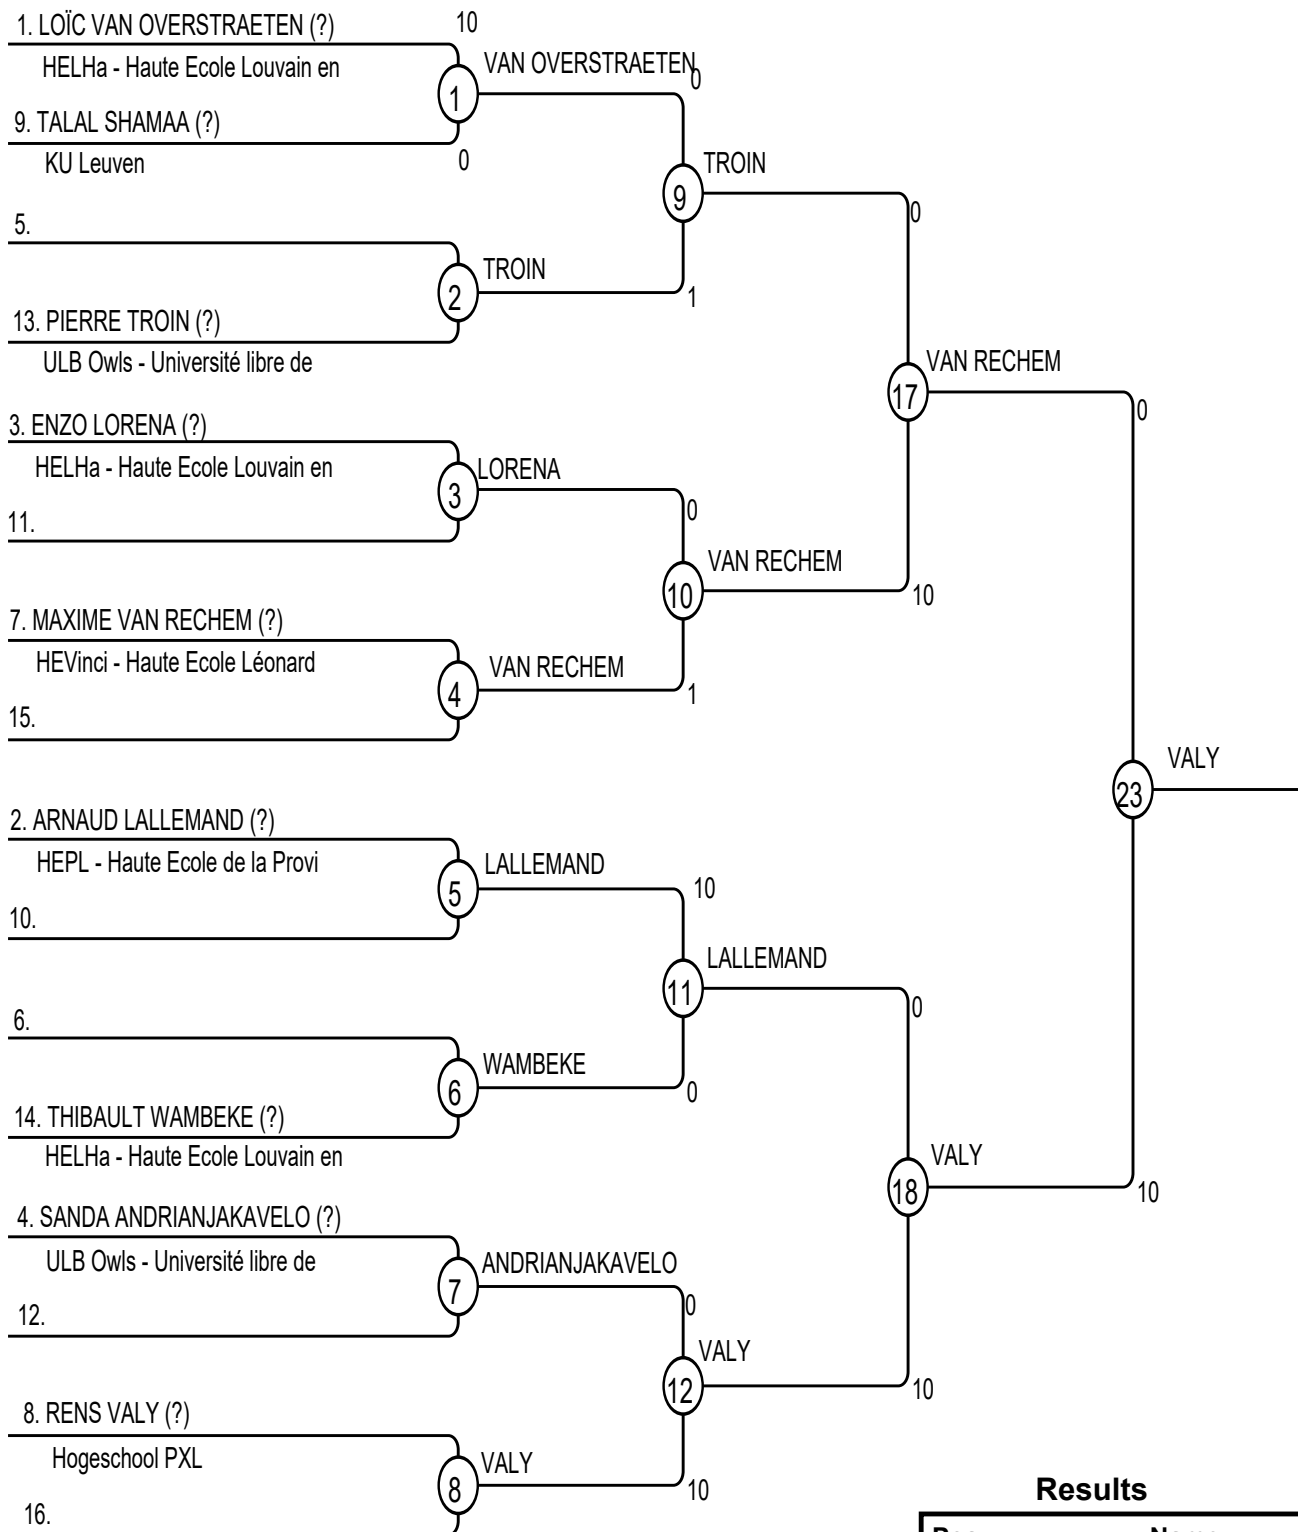 1. LOÏC VAN OVERSTRAETEN (?)
10
HELHa - Haute Ecole Louvain en
VAN OVERSTRAETEN
0
1
9. TALAL SHAMAA (?)
KU Leuven
0
TROIN
9
0
5.
TROIN
2
1
13. PIERRE TROIN (?)
ULB Owls - Université libre de
VAN RECHEM
17
0
3. ENZO LORENA (?)
HELHa - Haute Ecole Louvain en
LORENA
3
0
11.
VAN RECHEM
10
10
7. MAXIME VAN RECHEM (?)
HEVinci - Haute Ecole Léonard
VAN RECHEM
4
1
15.
VALY
23
2. ARNAUD LALLEMAND (?)
HEPL - Haute Ecole de la Provi
LALLEMAND
5
10
10.
LALLEMAND
11
0
6.
WAMBEKE
6
0
14. THIBAULT WAMBEKE (?)
HELHa - Haute Ecole Louvain en
VALY
18
10
4. SANDA ANDRIANJAKAVELO (?)
ULB Owls - Université libre de
ANDRIANJAKAVELO
7
0
12.
VALY
12
10
8. RENS VALY (?)
Hogeschool PXL
VALY
8
10
16.
Results